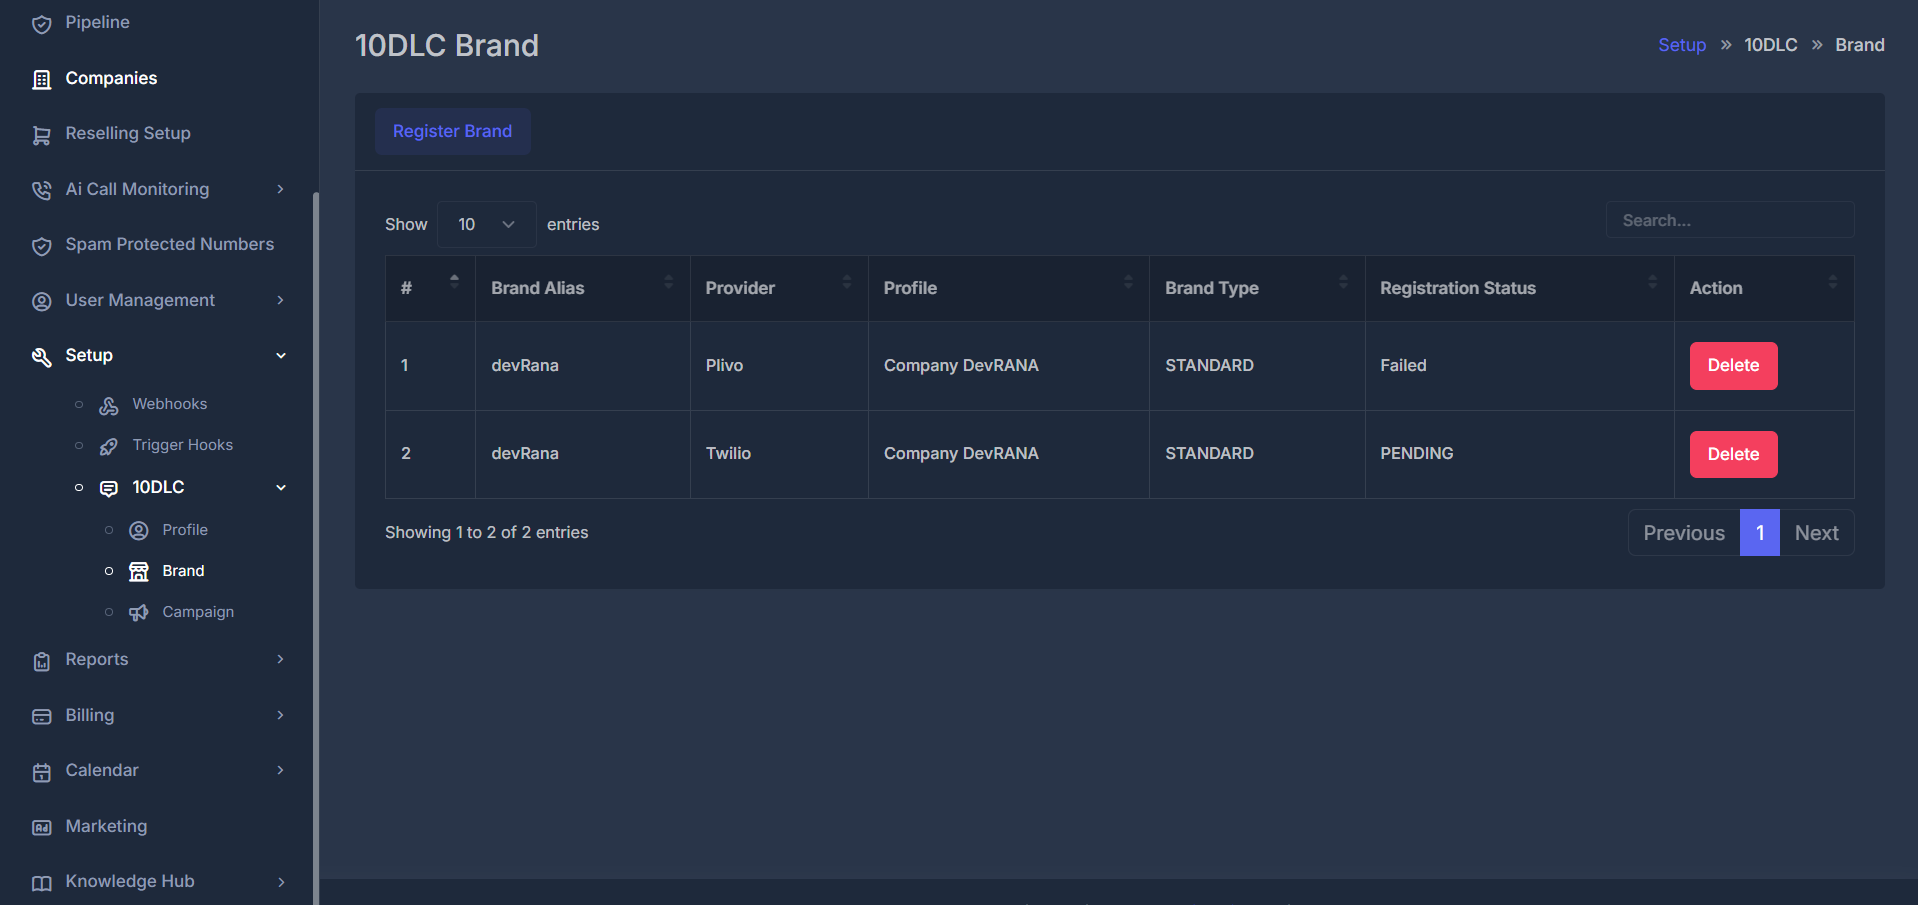 Pipeline
Companies
Reselling Setup
Ai Call Monitoring
Spam Protected Numbers
User Management
Setup
Webhooks
Trigger Hooks
10DLC
Profile
Brand
Campaign
Reports
Billing
Calendar
Marketing
Knowledge Hub
10DLC Brand
Setup » 10DLC » Brand
Register Brand
Show 10 entries
Search...
# Brand Alias Provider Profile Brand Type Registration Status Action
1 devRana Plivo Company DevRANA STANDARD Failed Delete
2 devRana Twilio Company DevRANA STANDARD PENDING Delete
Showing 1 to 2 of 2 entries
Previous 1 Next